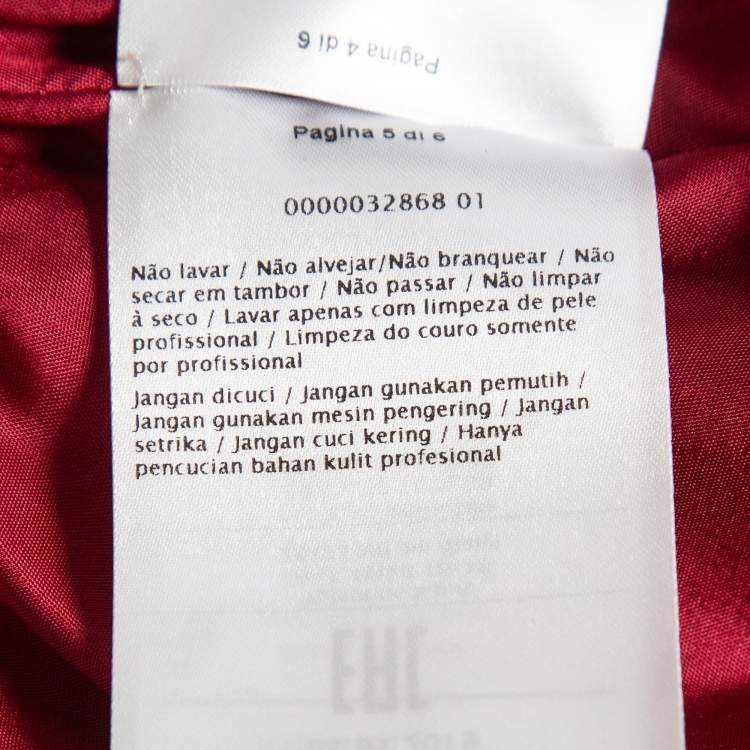 Pagina 4 di 6
Pagina 5 di 6
0000032868 01
Não lavar / Não alvejar/Não branquear / Não
secar em tambor / Não passar / Não limpar
à seco / Lavar apenas com limpeza de pele
profissional / Limpeza do couro somente
por profissional
Jangan dicuci / Jangan gunakan pemutih /
Jangan gunakan mesin pengering / Jangan
setrika / Jangan cuci kering / Hanya
pencucian bahan kulit profesional
EAC